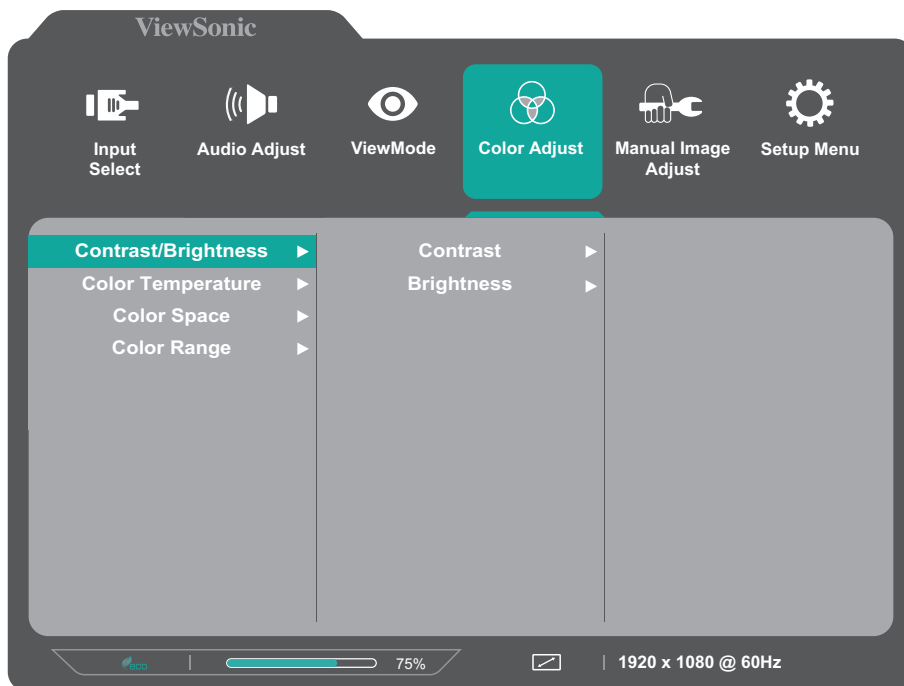 ViewSonic
Input
Select
Audio Adjust
ViewMode
Color Adjust
Manual Image
Adjust
Setup Menu
Contrast/Brightness
Color Temperature
Color Space
Color Range
Contrast
Brightness
eco
75%
1920 x 1080 @ 60Hz